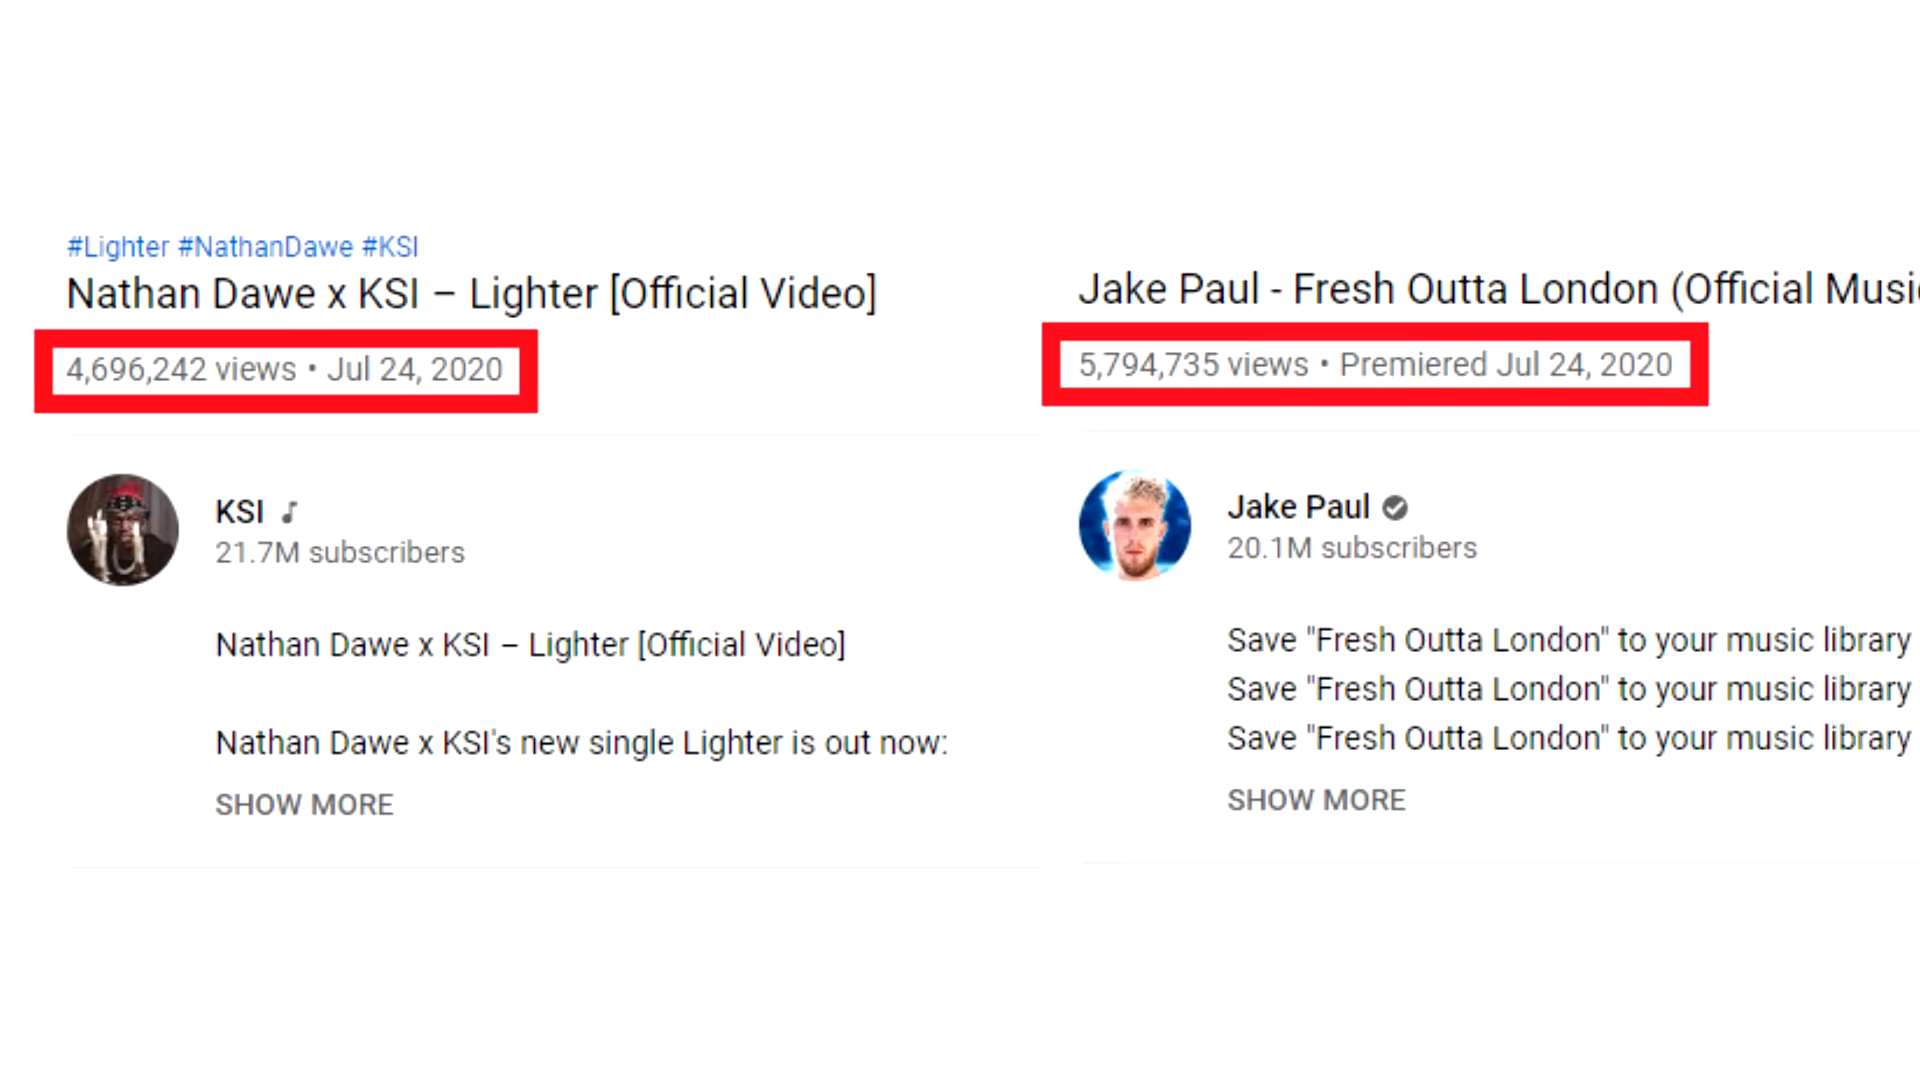 #Lighter #NathanDawe #KSI
Nathan Dawe x KSI – Lighter [Official Video]
4,696,242 views • Jul 24, 2020
KSI
21.7M subscribers
Nathan Dawe x KSI – Lighter [Official Video]
Nathan Dawe x KSI's new single Lighter is out now:
SHOW MORE
Jake Paul - Fresh Outta London (Official Musi
5,794,735 views • Premiered Jul 24, 2020
Jake Paul
20.1M subscribers
Save "Fresh Outta London" to your music library
Save "Fresh Outta London" to your music library
Save "Fresh Outta London" to your music library
SHOW MORE